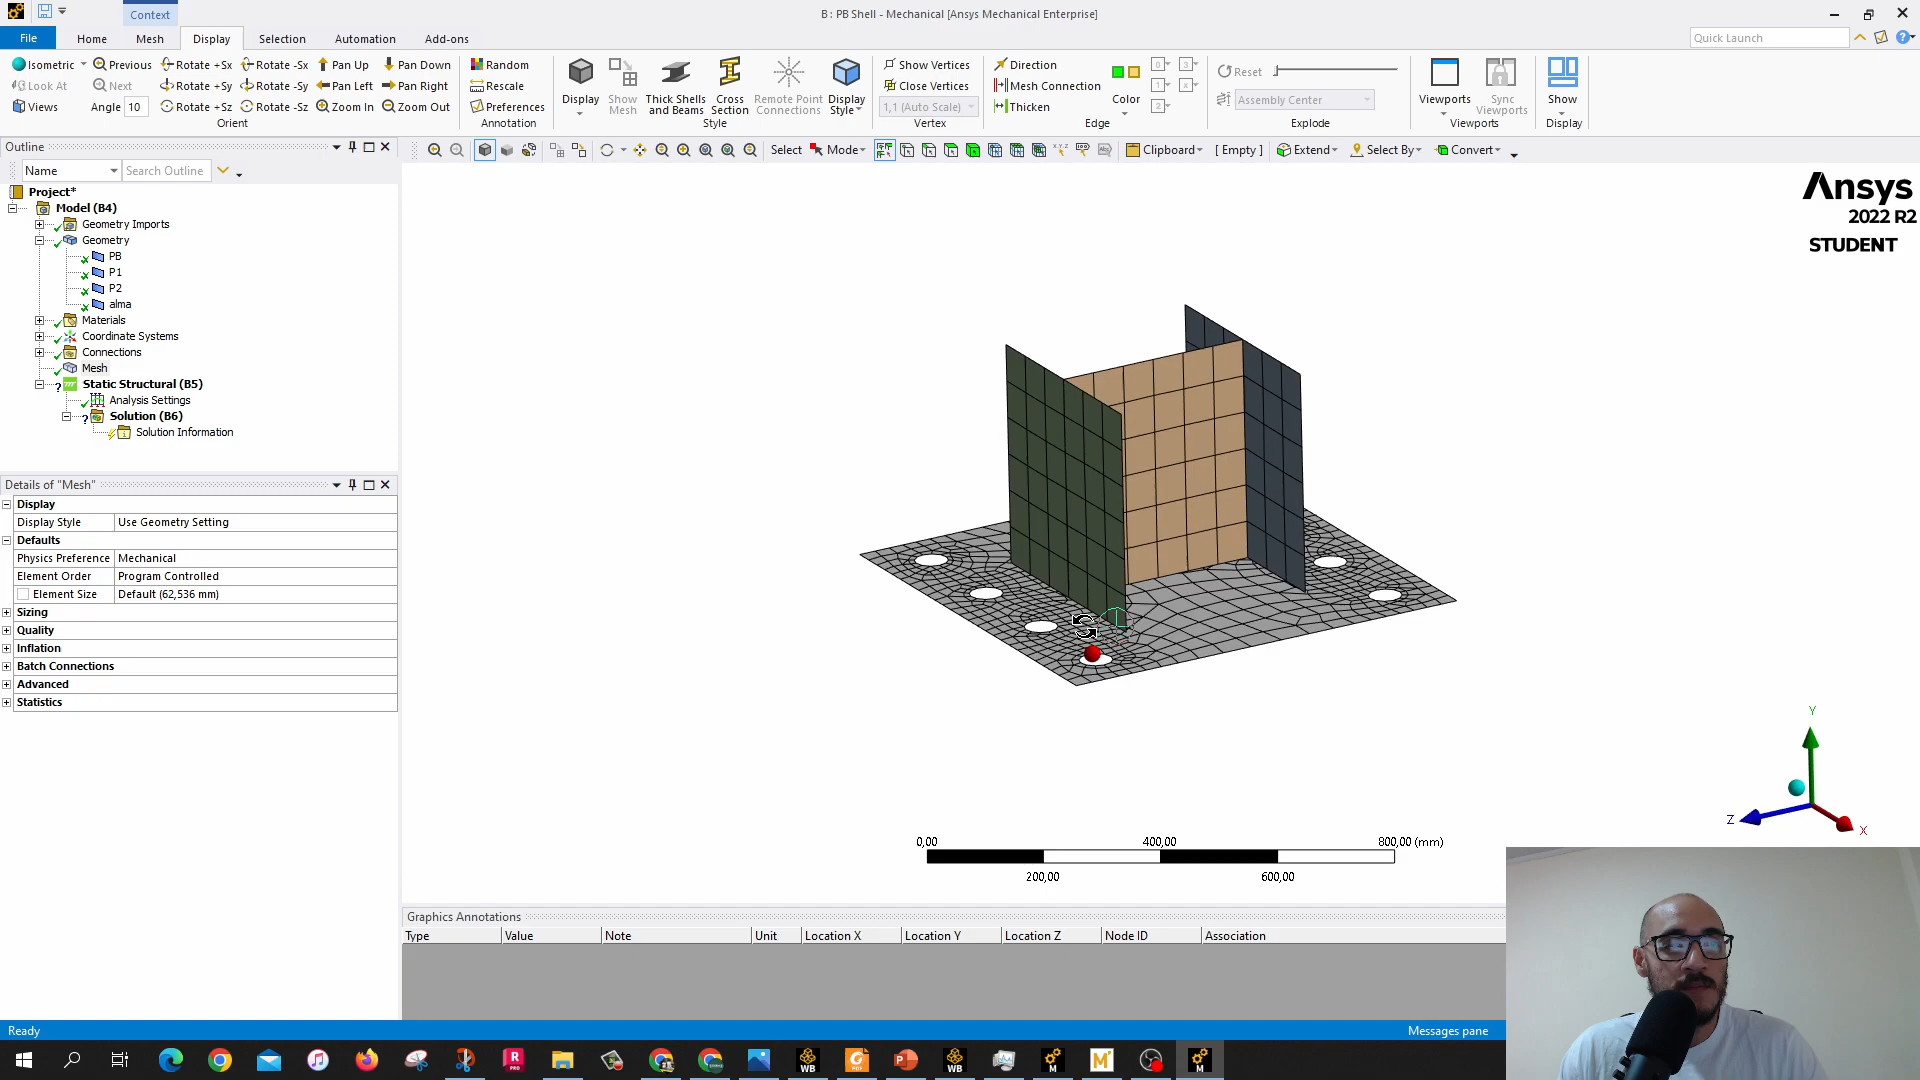 Context
B : PB Shell - Mechanical [Ansys Mechanical Enterprise]
File Home Mesh Display Selection Automation Add-ons
Quick Launch
Isometric Previous Rotate +Sx Rotate -Sx Pan Up Pan Down
Look At Next Rotate +Sy Rotate -Sy Pan Left Pan Right
Views Angle 10 Rotate +Sz Rotate -Sz Zoom In Zoom Out
Orient
Random
Rescale
Preferences
Annotation
Display
Show Mesh
Thick Shells and Beams
Cross Section
Remote Point Connections
Display Style
Style
Show Vertices
Close Vertices
1,1 (Auto Scale)
Vertex
Direction
Mesh Connection
Thicken
Color
Edge
Reset
Assembly Center
Explode
Viewports
Sync Viewports
Viewports
Show
Display
Select Mode Clipboard [ Empty ] Extend Select By Convert
Outline
Name Search Outline
Project*
Model (B4)
Geometry Imports
Geometry
PB
P1
P2
alma
Materials
Coordinate Systems
Connections
Mesh
Static Structural (B5)
Analysis Settings
Solution (B6)
Solution Information
Details of "Mesh"
Display
Display Style Use Geometry Setting
Defaults
Physics Preference Mechanical
Element Order Program Controlled
Element Size Default (62,536 mm)
Sizing
Quality
Inflation
Batch Connections
Advanced
Statistics
Ansys
2022 R2
STUDENT
Y
Z
X
0,00 400,00 800,00 (mm)
200,00 600,00
Graphics Annotations
Type Value Note Unit Location X Location Y Location Z Node ID Association
Ready
Messages pane